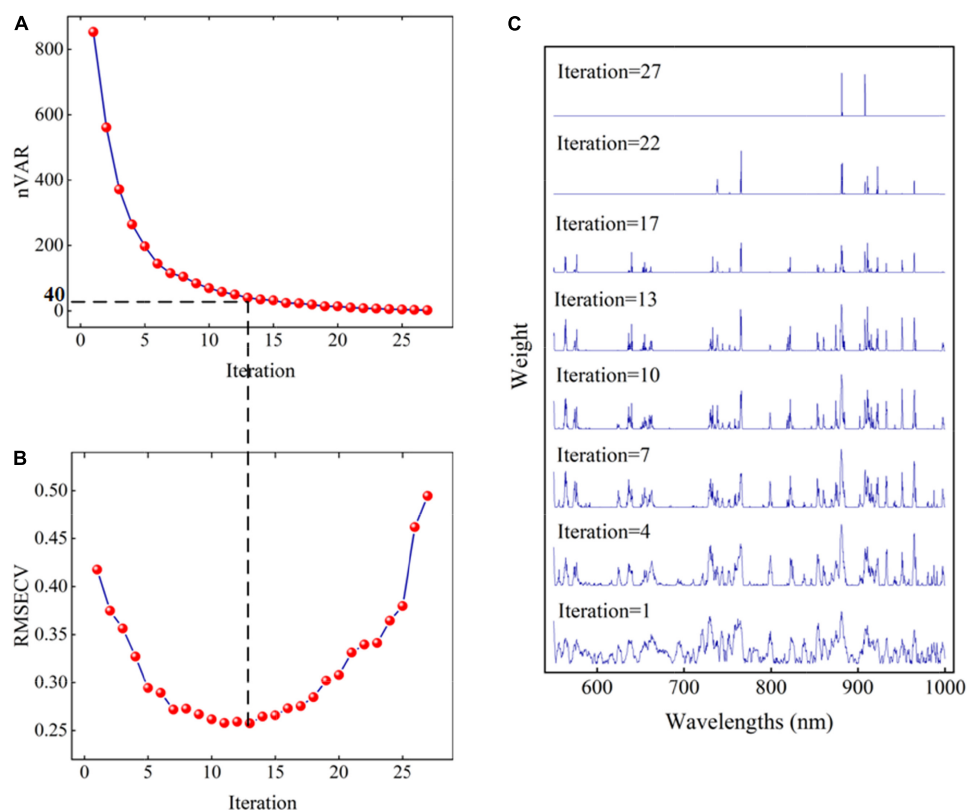 A
800
600
400
200
40
0
nVAR
0 5 10 15 20 25
Iteration
B
0.50
0.45
0.40
0.35
0.30
0.25
RMSECV
0 5 10 15 20 25
Iteration
C
Iteration=27
Iteration=22
Iteration=17
Iteration=13
Iteration=10
Iteration=7
Iteration=4
Iteration=1
Weight
600 700 800 900 1000
Wavelengths (nm)